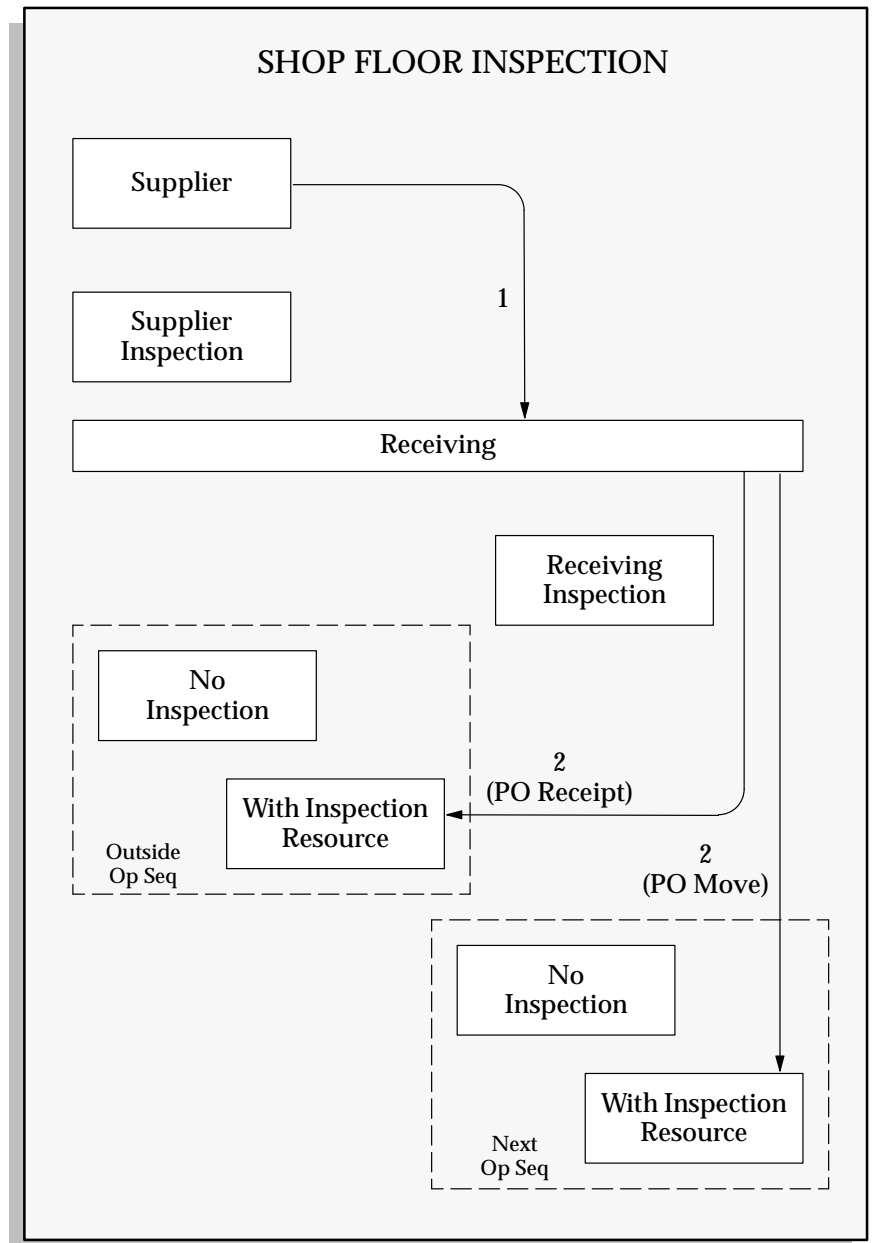 SHOP FLOOR INSPECTION
Supplier
1
Supplier
Inspection
Receiving
Receiving
Inspection
No
Inspection
2
(PO Receipt)
With Inspection
Resource
Outside
Op Seq
2
(PO Move)
No
Inspection
With Inspection
Resource
Next
Op Seq